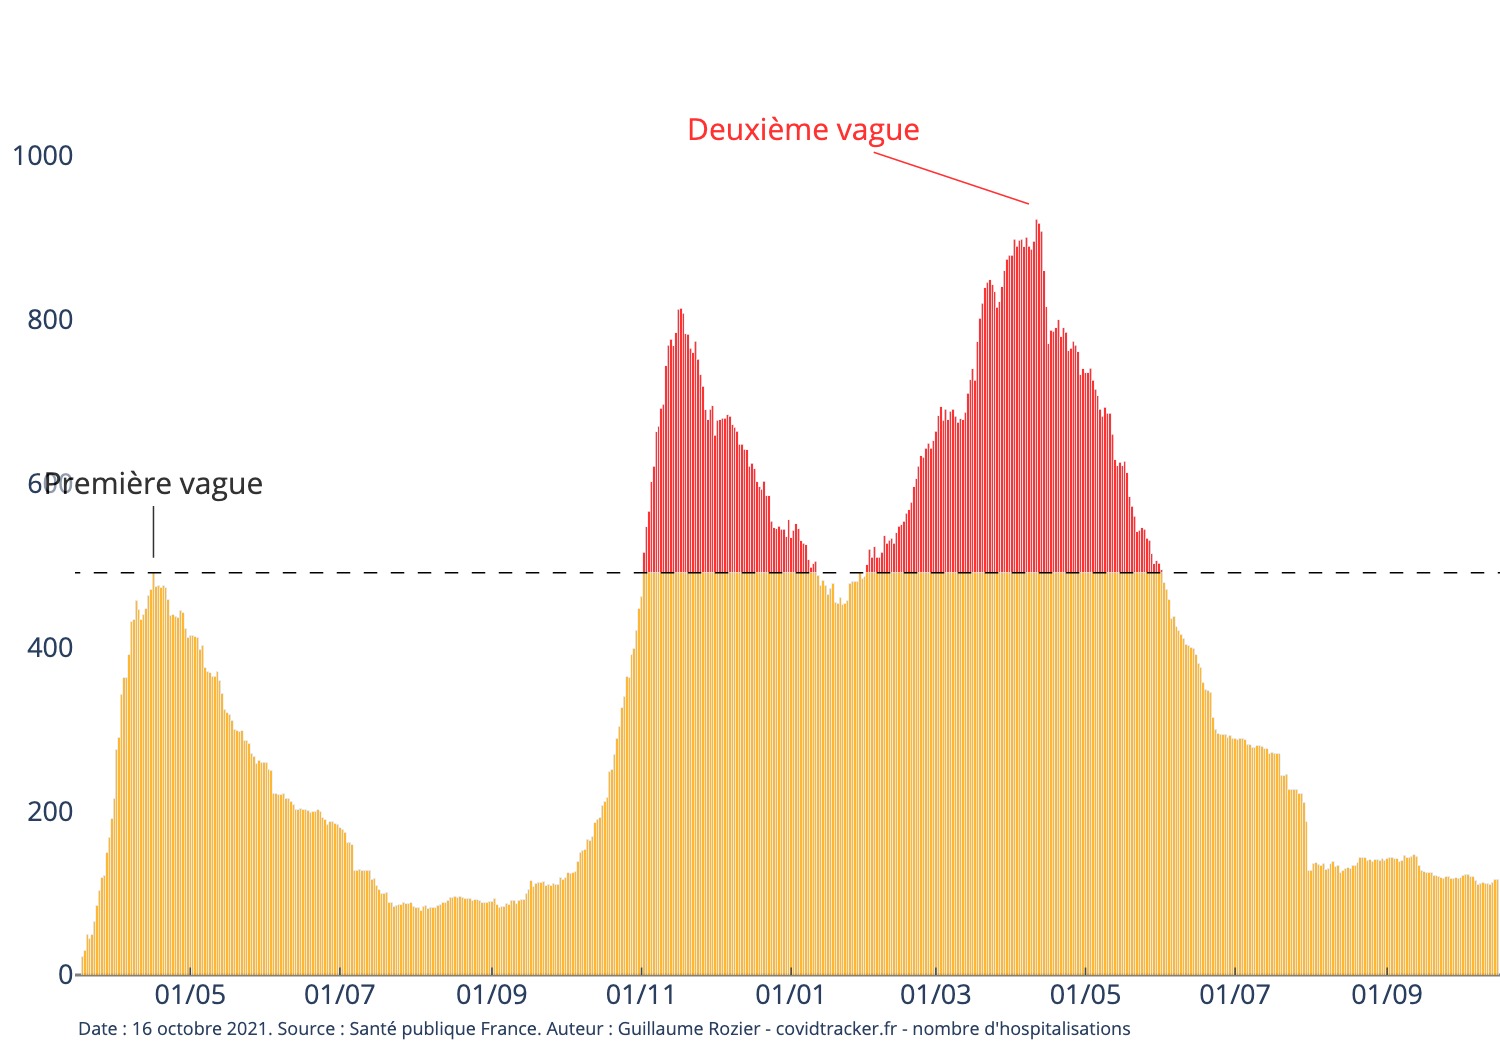 Deuxième vague
1000
800
600
Première vague
400
200
0
01/05 01/07 01/09 01/11 01/01 01/03 01/05 01/07 01/09
Date : 16 octobre 2021. Source : Santé publique France. Auteur : Guillaume Rozier - covidtracker.fr - nombre d'hospitalisations